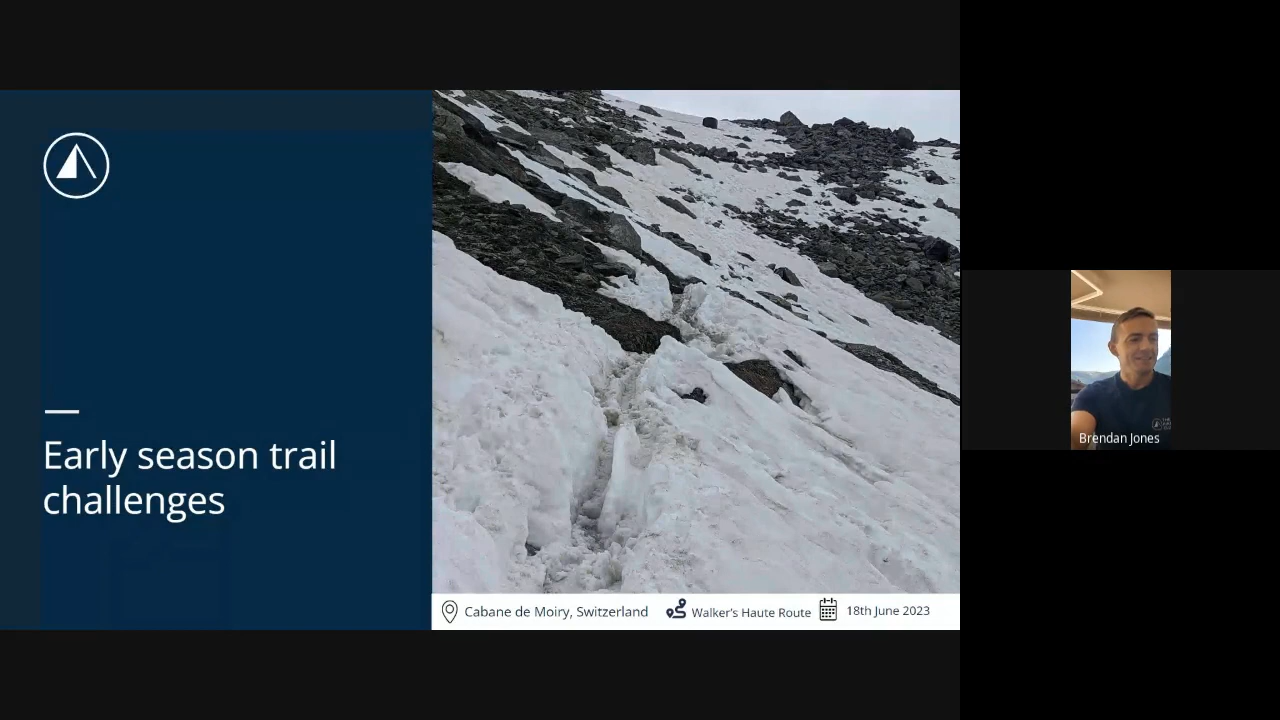 Early season trail
challenges
Cabane de Moiry, Switzerland
Walker's Haute Route
18th June 2023
Brendan Jones